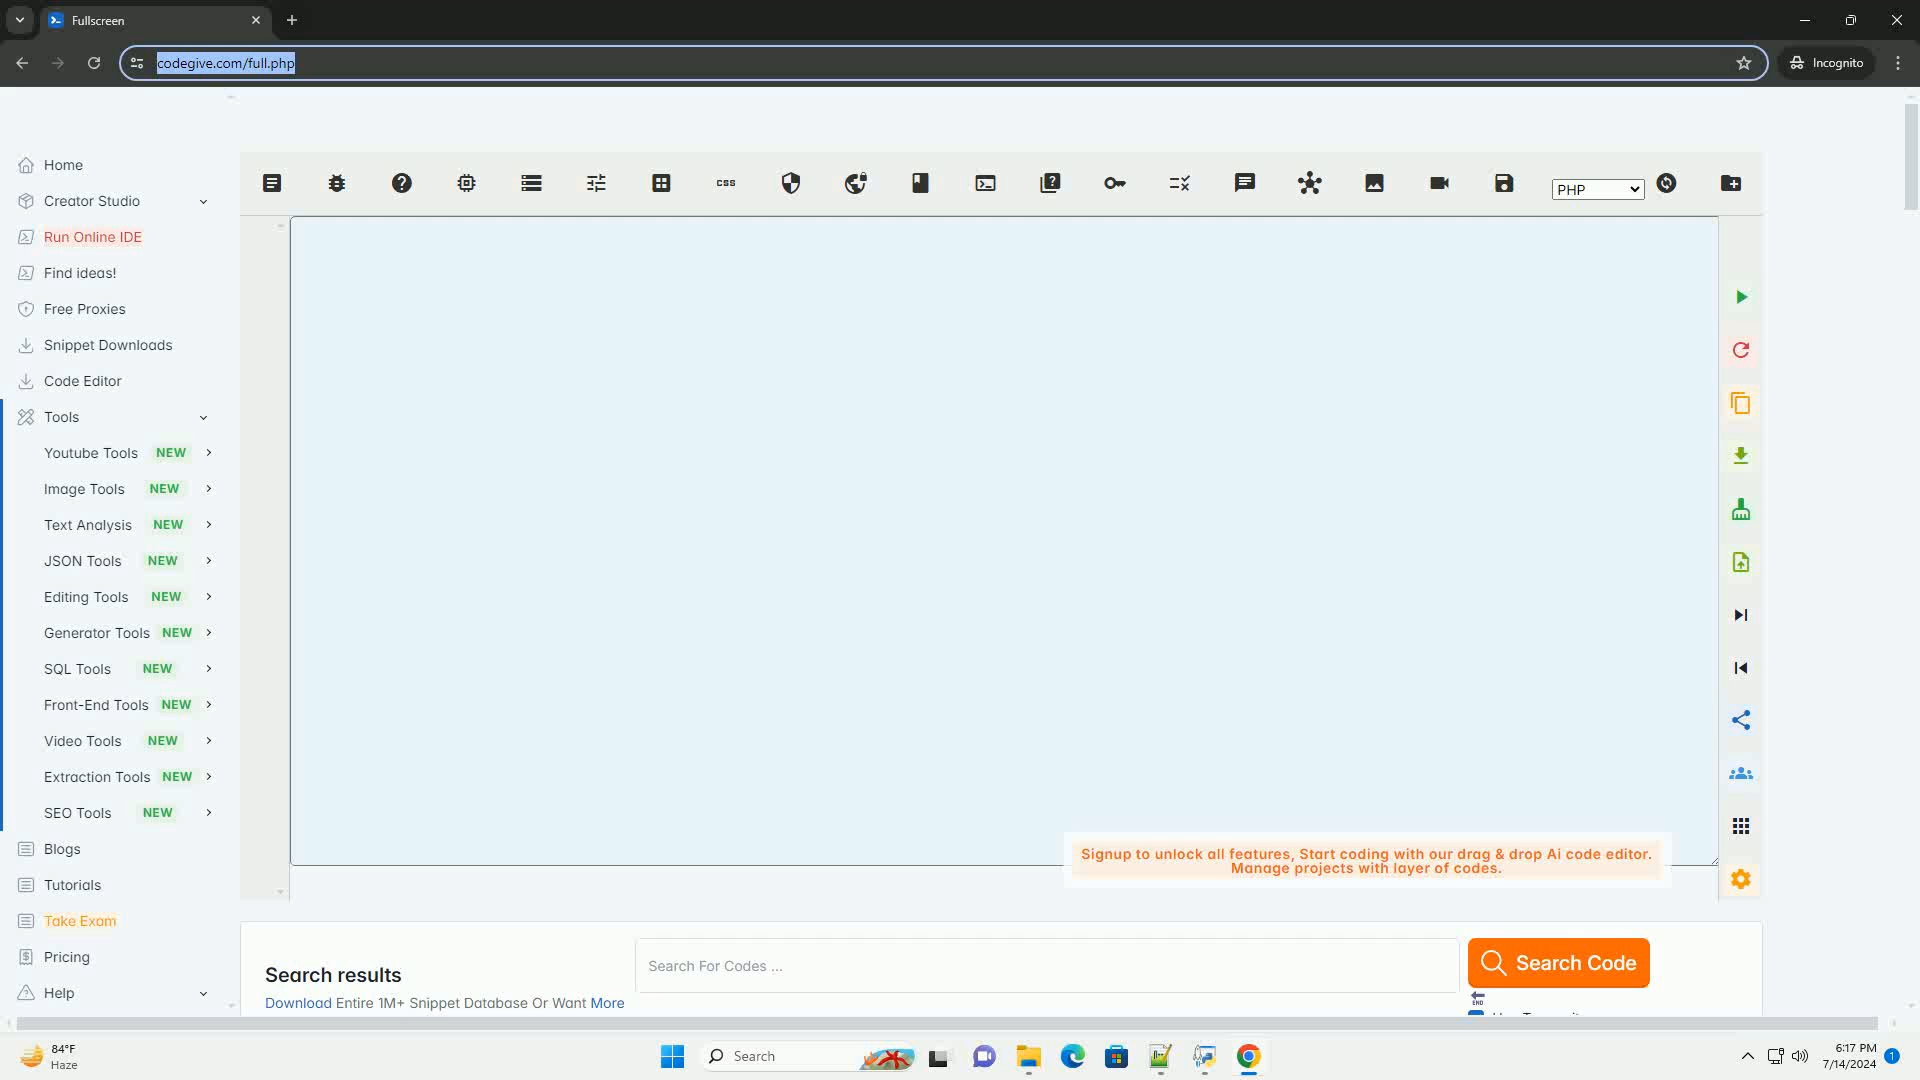 Fullscreen
codegive.com/full.php
Incognito
Home
Creator Studio
Run Online IDE
Find ideas!
Free Proxies
Snippet Downloads
Code Editor
Tools
Youtube Tools NEW
Image Tools NEW
Text Analysis NEW
JSON Tools NEW
Editing Tools NEW
Generator Tools NEW
SQL Tools NEW
Front-End Tools NEW
Video Tools NEW
Extraction Tools NEW
SEO Tools NEW
Blogs
Tutorials
Take Exam
Pricing
Help
css
PHP
Signup to unlock all features, Start coding with our drag & drop Ai code editor.
Manage projects with layer of codes.
Search results
Download Entire 1M+ Snippet Database Or Want More
Search For Codes ...
Search Code
END
84°F
Haze
Search
6:17 PM
7/14/2024
1